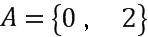 A = {0 ,  2}